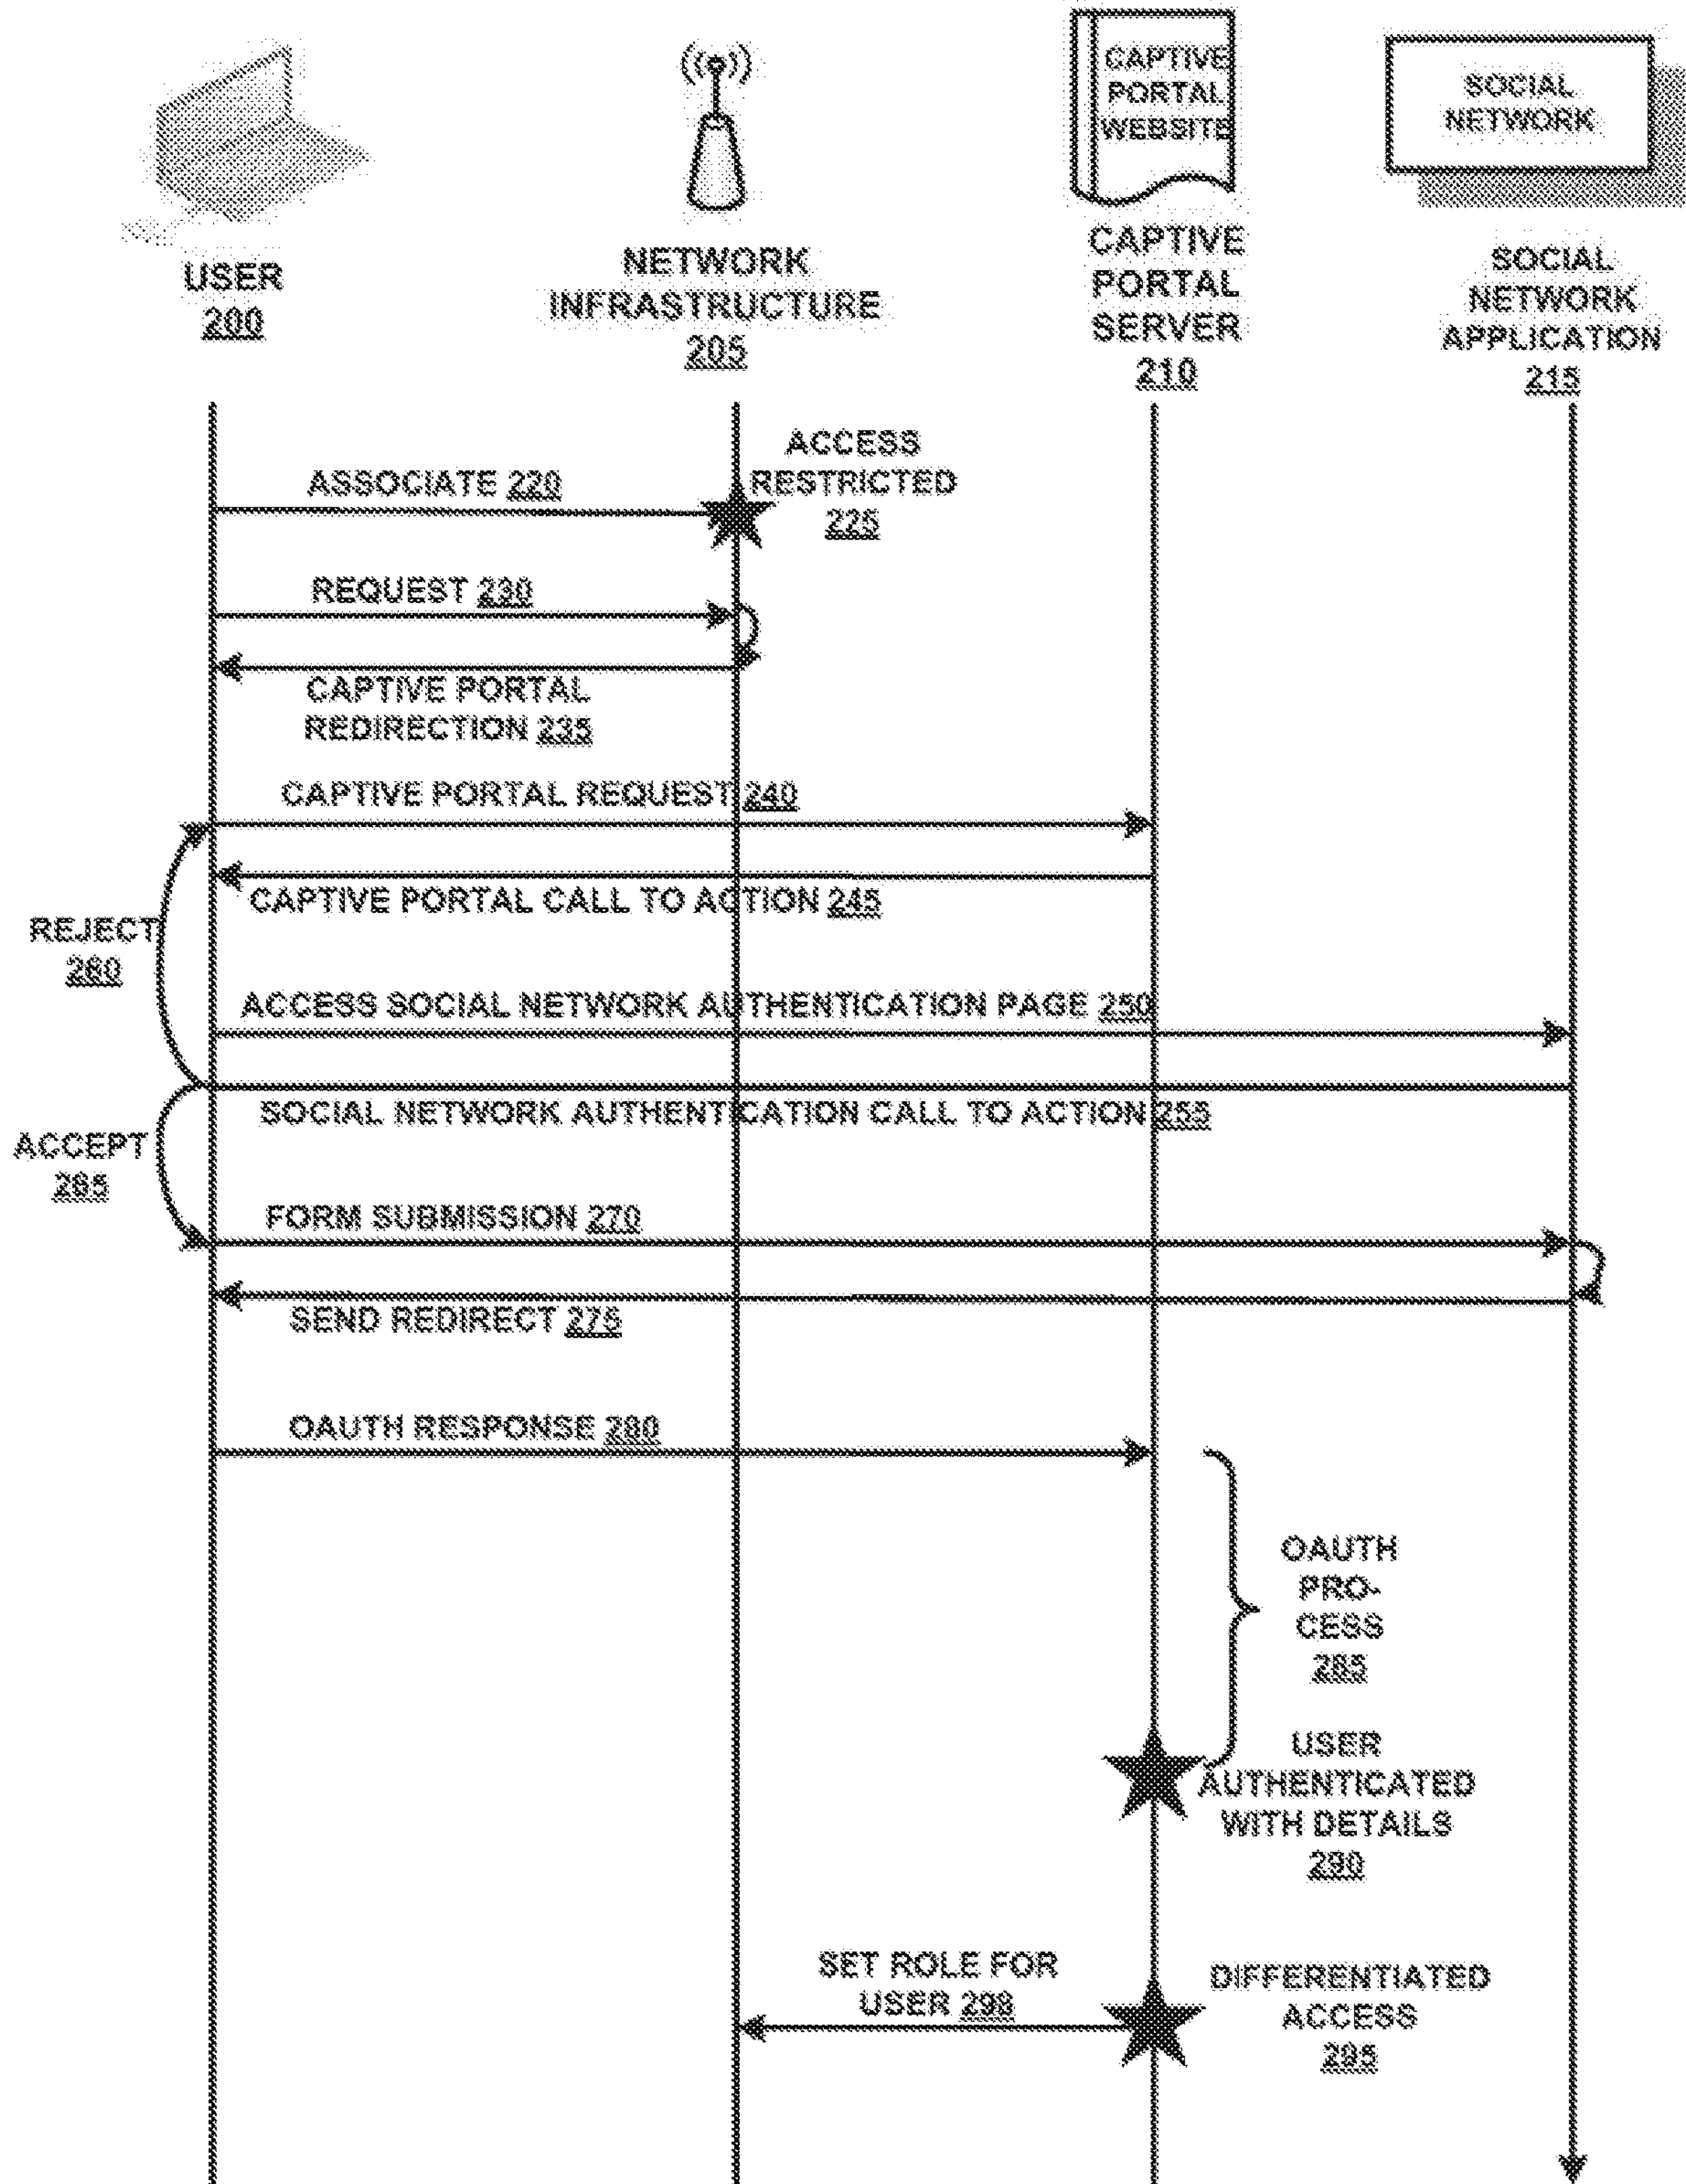 CAPTIVE
PORTAL
WEBSITE
SOCIAL
NETWORK
USER
200
NETWORK
INFRASTRUCTURE
205
CAPTIVE
PORTAL
SERVER
210
SOCIAL
NETWORK
APPLICATION
215
ASSOCIATE 220
ACCESS
RESTRICTED
225
REQUEST 230
CAPTIVE PORTAL
REDIRECTION 235
CAPTIVE PORTAL REQUEST 240
CAPTIVE PORTAL CALL TO ACTION 245
REJECT
260
ACCESS SOCIAL NETWORK AUTHENTICATION PAGE 250
SOCIAL NETWORK AUTHENTICATION CALL TO ACTION 255
ACCEPT
265
FORM SUBMISSION 270
SEND REDIRECT 275
OAUTH RESPONSE 280
OAUTH
PRO-
CESS
285
USER
AUTHENTICATED
WITH DETAILS
290
SET ROLE FOR
USER 298
DIFFERENTIATED
ACCESS
295